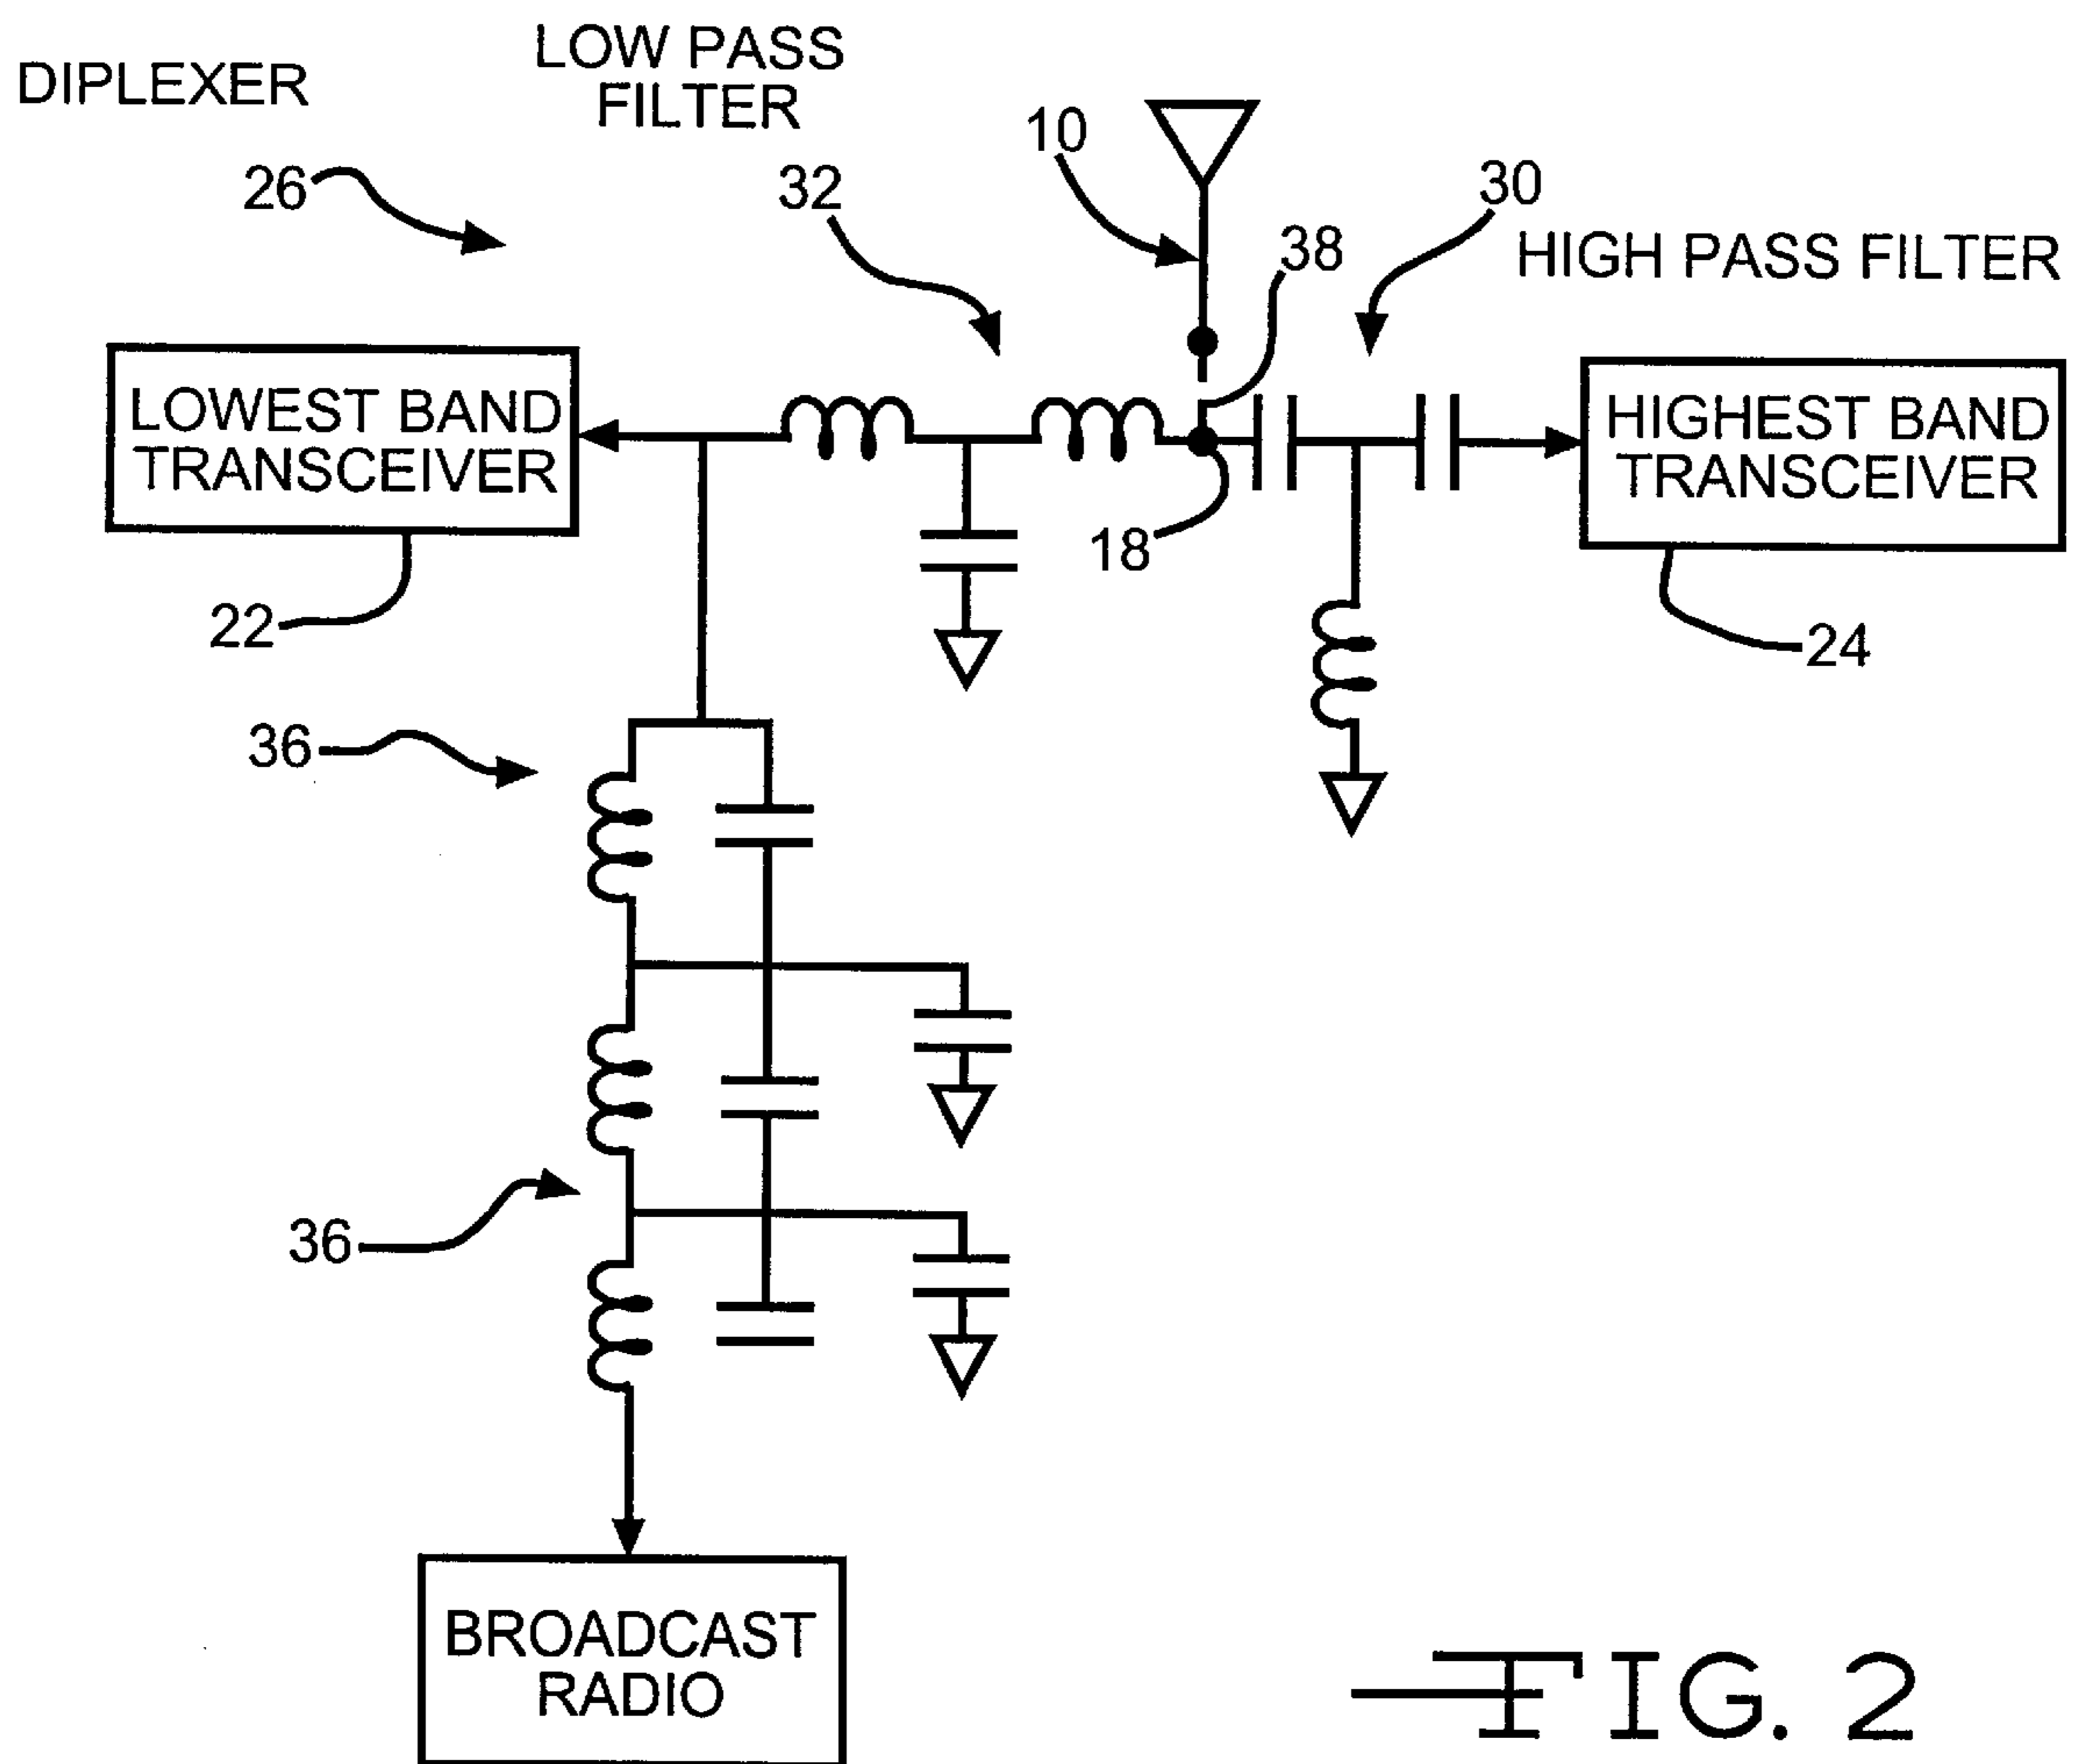 LOW PASS
FILTER
DIPLEXER
10
26
32
30
38
HIGH PASS FILTER
LOWEST BAND
TRANSCEIVER
HIGHEST BAND
TRANSCEIVER
18
22
24
36
36
BROADCAST
RADIO
FIG. 2